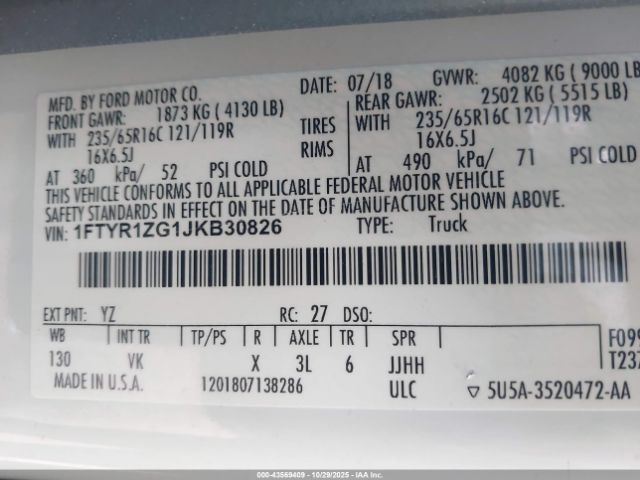 MFD. BY FORD MOTOR CO. DATE: 07/18 GVWR: 4082 KG ( 9000 LB
FRONT GAWR: 1873 KG ( 4130 LB) REAR GAWR: 2502 KG ( 5515 LB)
WITH 235/65R16C 121/119R TIRES WITH 235/65R16C 121/119R
16X6.5J RIMS 16X6.5J
AT 360 kPa/ 52 PSI COLD AT 490 kPa/ 71 PSI COLD
THIS VEHICLE CONFORMS TO ALL APPLICABLE FEDERAL MOTOR VEHICLE
SAFETY STANDARDS IN EFFECT ON THE DATE OF MANUFACTURE SHOWN ABOVE.
VIN: 1FTYR1ZG1JKB30826 TYPE: Truck
EXT PNT: YZ RC: 27 DSO:
WB INT TR TP/PS R AXLE TR SPR F099
130 VK X 3L 6 JJHH T237
MADE IN U.S.A. 1201807138286 ULC 5U5A-3520472-AA
000-43569409 | 10/29/2025 | IAA, Inc.